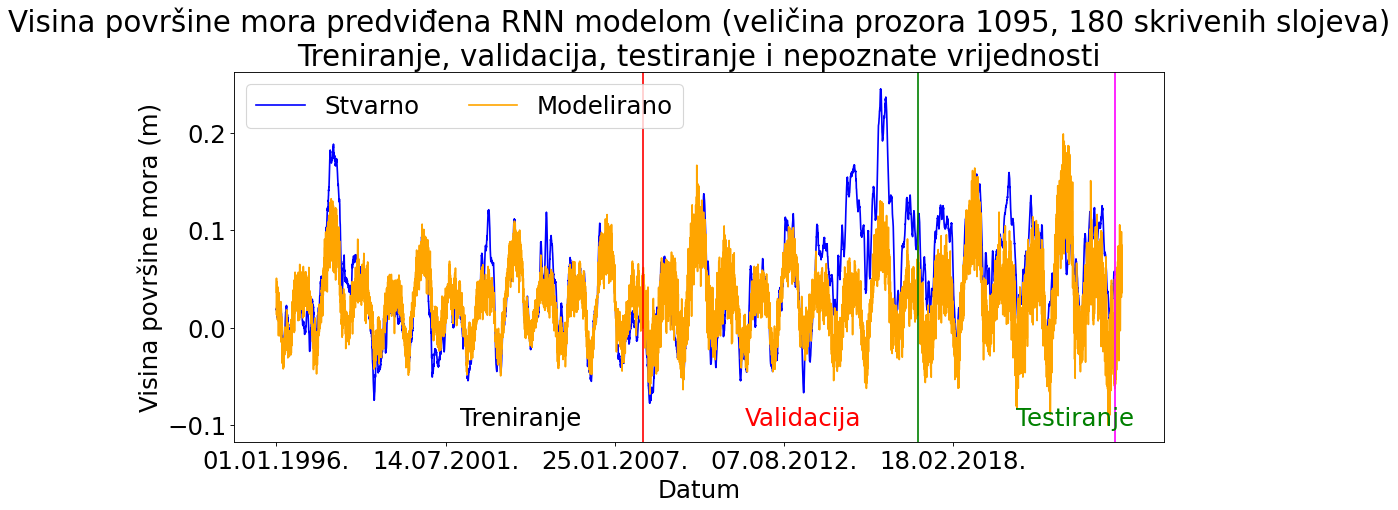 Visina površine mora predviđena RNN modelom (veličina prozora 1095, 180 skrivenih slojeva)
Treniranje, validacija, testiranje i nepoznate vrijednosti
Stvarno Modelirano
Visina površine mora (m)
0.2
0.1
0.0
−0.1
Treniranje Validacija Testiranje
01.01.1996. 14.07.2001. 25.01.2007. 07.08.2012. 18.02.2018.
Datum